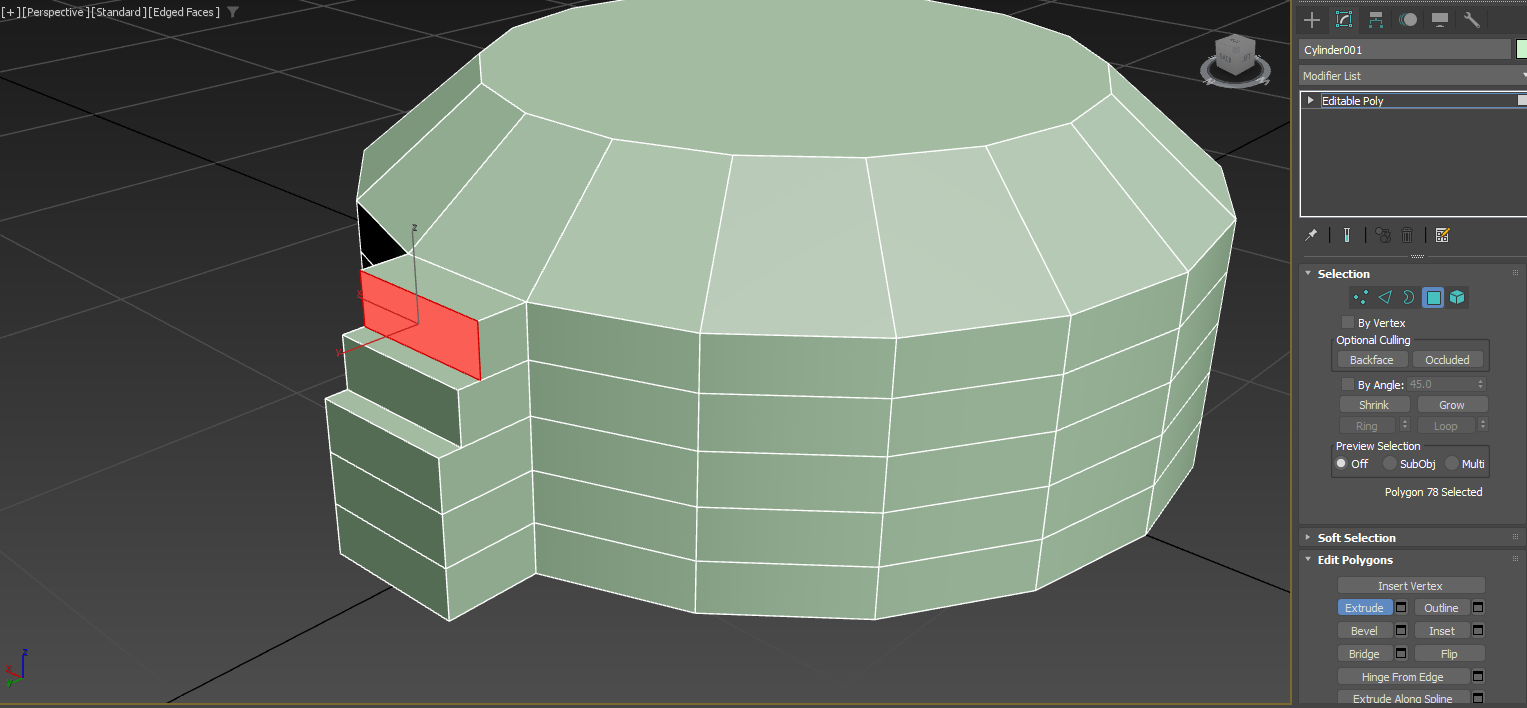 [+][Perspective][Standard][Edged Faces]
Cylinder001
Modifier List
Editable Poly
Selection
By Vertex
Optional Culling
Backface Occluded
By Angle: 45.0
Shrink Grow
Ring Loop
Preview Selection
Off SubObj Multi
Polygon 78 Selected
Soft Selection
Edit Polygons
Insert Vertex
Extrude Outline
Bevel Inset
Bridge Flip
Hinge From Edge
Extrude Along Spline
z
x
y
z
x
y